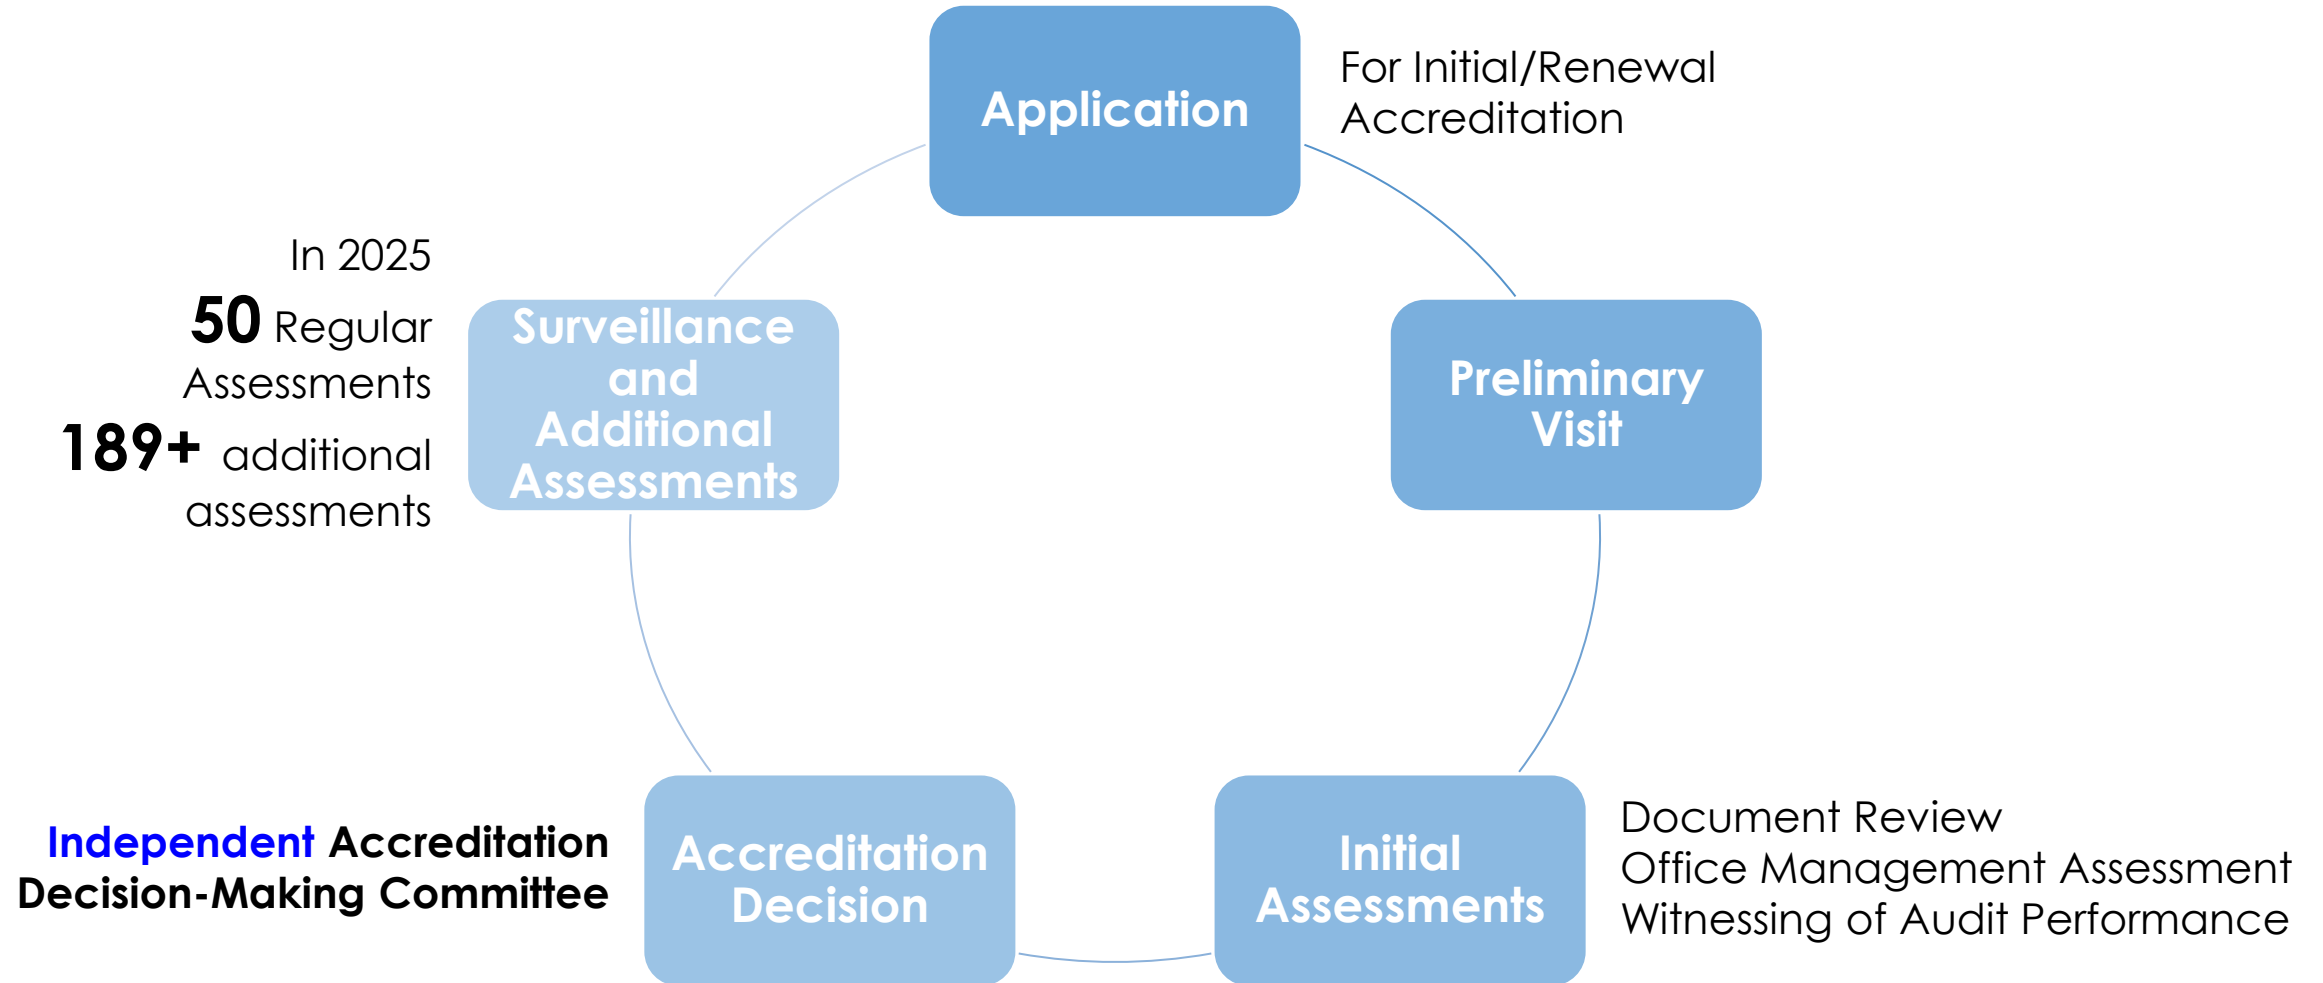 Application
For Initial/Renewal
Accreditation
Preliminary
Visit
Initial
Assessments
Document Review
Office Management Assessment
Witnessing of Audit Performance
Accreditation
Decision
Independent Accreditation
Decision-Making Committee
Surveillance
and
Additional
Assessments
In 2025
50 Regular
Assessments
189+ additional
assessments